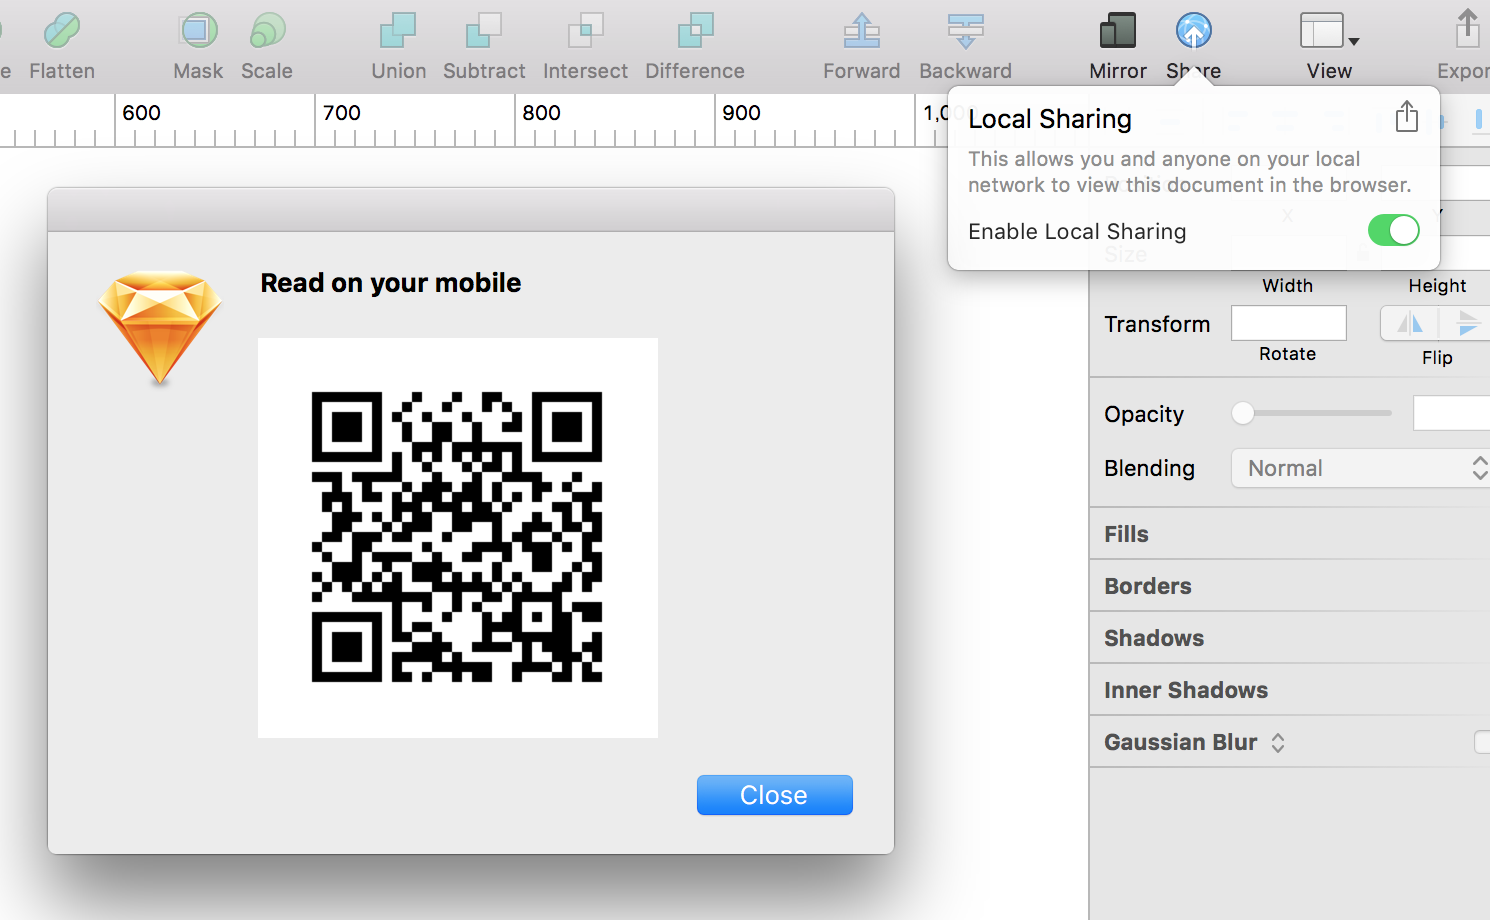 e Flatten Mask Scale Union Subtract Intersect Difference Forward Backward Mirror Share View Expor
600 700 800 900 1,0
Local Sharing
This allows you and anyone on your local
network to view this document in the browser.
Enable Local Sharing
X Y
Size
Width Height
Transform
Rotate Flip
Opacity
Blending Normal
Fills
Borders
Shadows
Inner Shadows
Gaussian Blur
Read on your mobile
Close